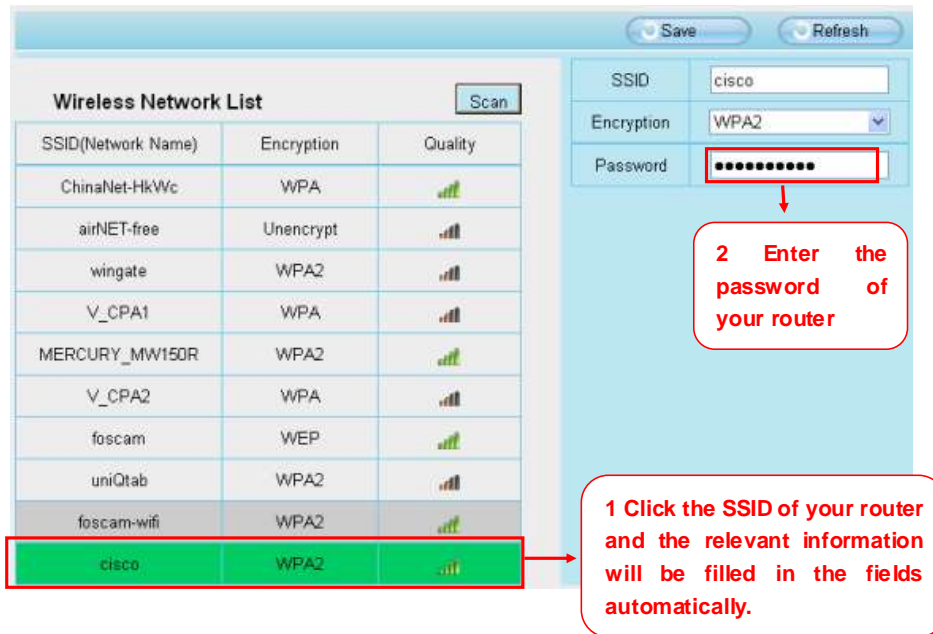 Save Refresh
Wireless Network List Scan
SSID(Network Name) Encryption Quality
ChinaNet-HkWc WPA
airNET-free Unencrypt
wingate WPA2
V_CPA1 WPA
MERCURY_MW150R WPA2
V_CPA2 WPA
foscam WEP
uniQtab WPA2
foscam-wifi WPA2
cisco WPA2
SSID cisco
Encryption WPA2
Password ●●●●●●●●●●
2 Enter the
password of
your router
1 Click the SSID of your router
and the relevant information
will be filled in the fields
automatically.